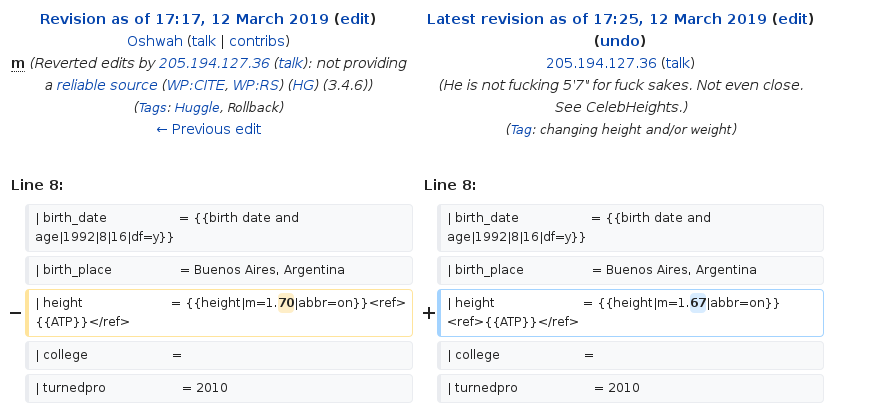 Revision as of 17:17, 12 March 2019 (edit)
Oshwah (talk | contribs)
m (Reverted edits by 205.194.127.36 (talk): not providing
a reliable source (WP:CITE, WP:RS) (HG) (3.4.6))
(Tags: Huggle, Rollback)
← Previous edit
Latest revision as of 17:25, 12 March 2019 (edit)
(undo)
205.194.127.36 (talk)
(He is not fucking 5'7" for fuck sakes. Not even close.
See CelebHeights.)
(Tag: changing height and/or weight)
Line 8:
Line 8:
| birth_date = {{birth date and
age|1992|8|16|df=y}}
| birth_date = {{birth date and
age|1992|8|16|df=y}}
| birth_place = Buenos Aires, Argentina
| birth_place = Buenos Aires, Argentina
− | height = {{height|m=1.70|abbr=on}}<ref>
{{ATP}}</ref>
+ | height = {{height|m=1.67|abbr=on}}
<ref>{{ATP}}</ref>
| college =
| college =
| turnedpro = 2010
| turnedpro = 2010